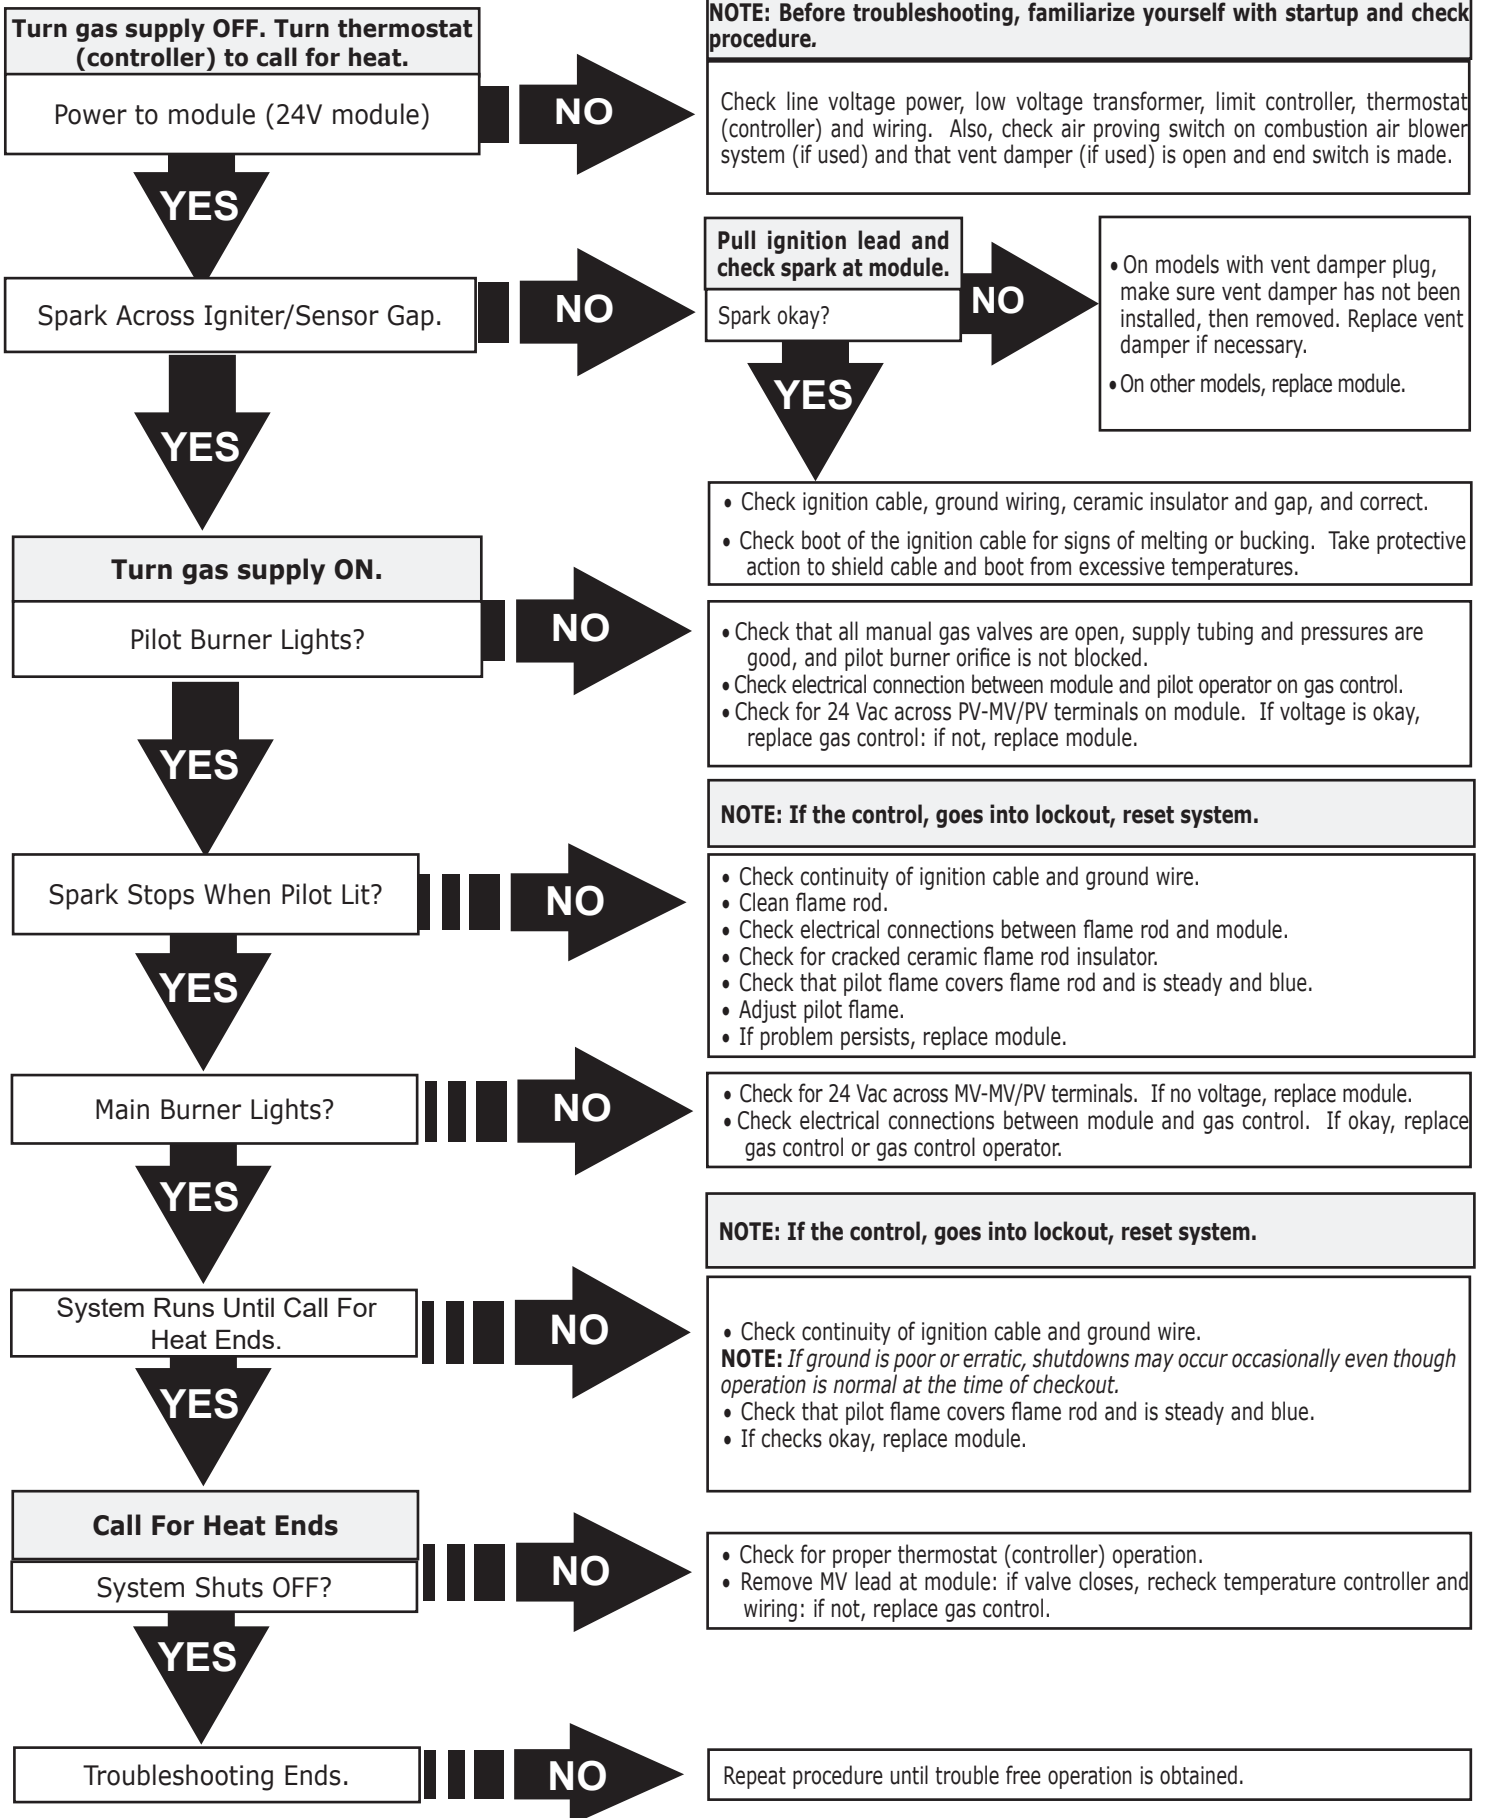 Turn gas supply OFF. Turn thermostat
(controller) to call for heat.
NOTE: Before troubleshooting, familiarize yourself with startup and check
procedure.
Power to module (24V module)
NO
Check line voltage power, low voltage transformer, limit controller, thermostat
(controller) and wiring. Also, check air proving switch on combustion air blower
system (if used) and that vent damper (if used) is open and end switch is made.
YES
Spark Across Igniter/Sensor Gap.
NO
Pull ignition lead and
check spark at module.
Spark okay?
NO
• On models with vent damper plug,
make sure vent damper has not been
installed, then removed. Replace vent
damper if necessary.
• On other models, replace module.
YES
• Check ignition cable, ground wiring, ceramic insulator and gap, and correct.
• Check boot of the ignition cable for signs of melting or bucking. Take protective
action to shield cable and boot from excessive temperatures.
YES
Turn gas supply ON.
Pilot Burner Lights?
NO
• Check that all manual gas valves are open, supply tubing and pressures are
good, and pilot burner orifice is not blocked.
• Check electrical connection between module and pilot operator on gas control.
• Check for 24 Vac across PV-MV/PV terminals on module. If voltage is okay,
replace gas control: if not, replace module.
YES
NOTE: If the control, goes into lockout, reset system.
Spark Stops When Pilot Lit?
NO
• Check continuity of ignition cable and ground wire.
• Clean flame rod.
• Check electrical connections between flame rod and module.
• Check for cracked ceramic flame rod insulator.
• Check that pilot flame covers flame rod and is steady and blue.
• Adjust pilot flame.
• If problem persists, replace module.
YES
Main Burner Lights?
NO
• Check for 24 Vac across MV-MV/PV terminals. If no voltage, replace module.
• Check electrical connections between module and gas control. If okay, replace
gas control or gas control operator.
YES
NOTE: If the control, goes into lockout, reset system.
System Runs Until Call For
Heat Ends.
NO
• Check continuity of ignition cable and ground wire.
NOTE: If ground is poor or erratic, shutdowns may occur occasionally even though
operation is normal at the time of checkout.
• Check that pilot flame covers flame rod and is steady and blue.
• If checks okay, replace module.
YES
Call For Heat Ends
System Shuts OFF?
NO
• Check for proper thermostat (controller) operation.
• Remove MV lead at module: if valve closes, recheck temperature controller and
wiring: if not, replace gas control.
YES
Troubleshooting Ends.
NO
Repeat procedure until trouble free operation is obtained.